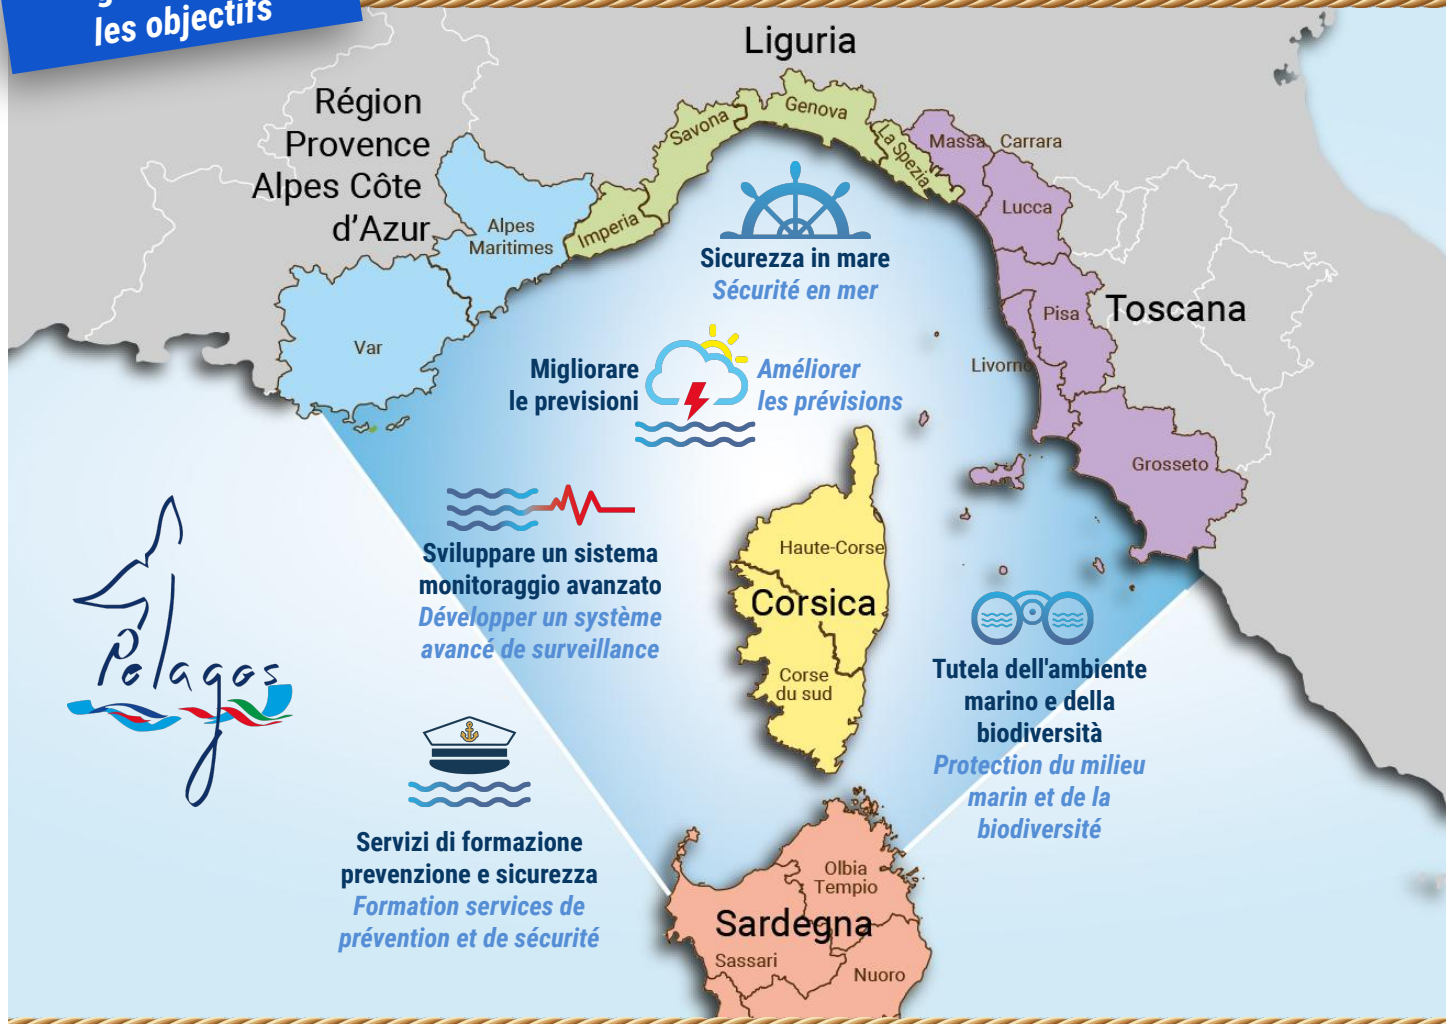 les objectifs
Liguria
Région
Provence
Alpes Côte
d'Azur
Savona
Genova
La Spezia
Massa Carrara
Lucca
Imperia
Alpes
Maritimes
Var
Pisa
Toscana
Livorno
Grosseto
Sicurezza in mare
Sécurité en mer
Migliorare
le previsioni
Améliorer
les prévisions
Sviluppare un sistema
monitoraggio avanzato
Développer un système
avancé de surveillance
Haute-Corse
Corsica
Corse
du sud
Tutela dell'ambiente
marino e della
biodiversità
Protection du milieu
marin et de la
biodiversité
Pelagos
Servizi di formazione
prevenzione e sicurezza
Formation services de
prévention et de sécurité
Olbia
Tempio
Sardegna
Sassari
Nuoro